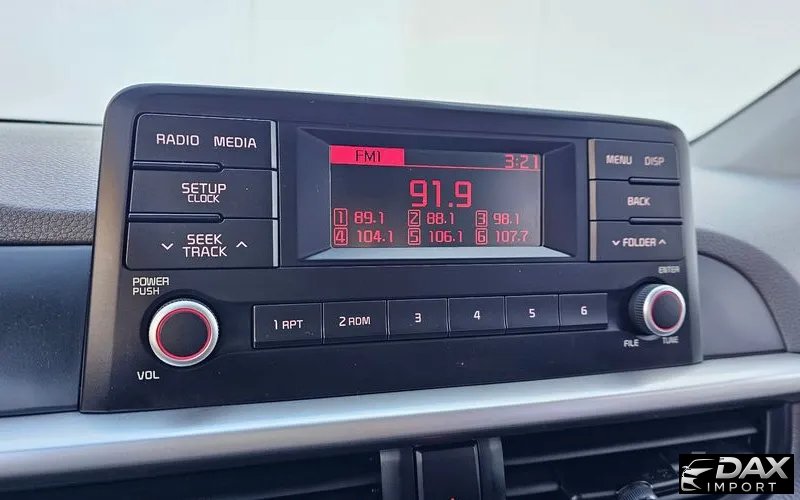 RADIO MEDIA
SETUP
CLOCK
SEEK
TRACK
POWER
PUSH
VOL
FM1 3:21
91.9
1 89.1 2 88.1 3 98.1
4 104.1 5 106.1 6 107.7
1 RPT 2 RDM 3 4 5 6
MENU DISP
BACK
FOLDER
ENTER
FILE TUNE
DAX
IMPORT